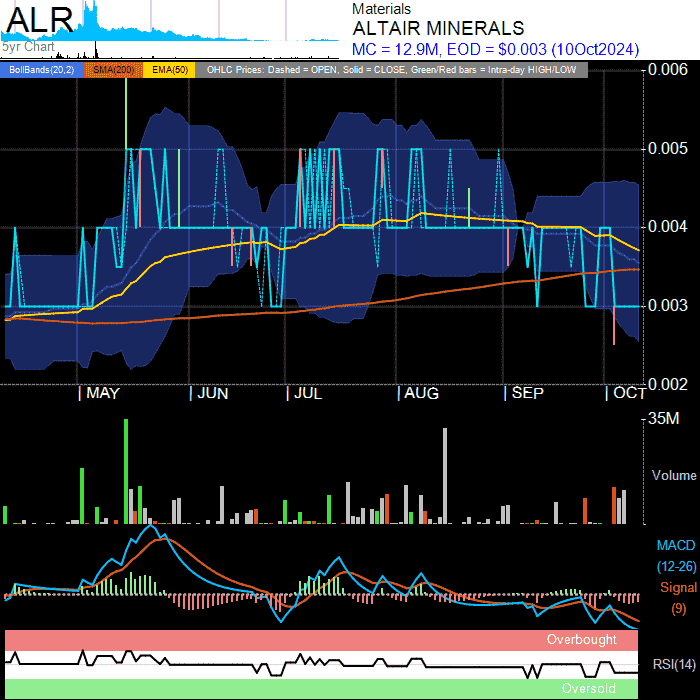 ALR
Materials
ALTAIR MINERALS
MC = 12.9M, EOD = $0.003 (10Oct2024)
5yr Chart
BollBands(20,2) SMA(200) EMA(50) OHLC Prices: Dashed = OPEN, Solid = CLOSE, Green/Red bars = Intra-day HIGH/LOW
0.006
0.005
0.004
0.003
0.002
MAY JUN JUL AUG SEP OCT
35M
Volume
MACD
(12-26)
Signal
(9)
Overbought
RSI(14)
Oversold